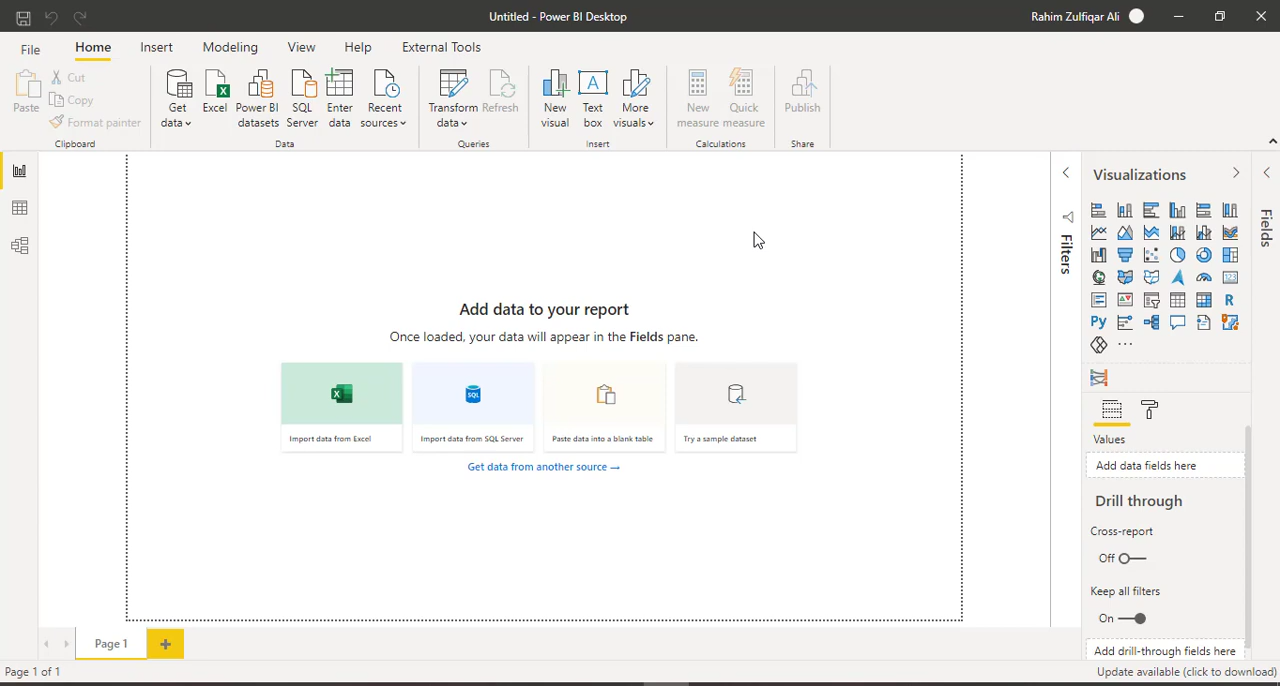 Untitled - Power BI Desktop
Rahim Zulfiqar Ali
File
Home
Insert
Modeling
View
Help
External Tools
Paste
Cut
Copy
Format painter
Clipboard
Get data
Excel
Power BI datasets
SQL Server
Enter data
Recent sources
Data
Transform data
Refresh
Queries
New visual
Text box
More visuals
Insert
New measure
Quick measure
Calculations
Publish
Share
Add data to your report
Once loaded, your data will appear in the Fields pane.
SQL
Import data from Excel
Import data from SQL Server
Paste data into a blank table
Try a sample dataset
Get data from another source →
Filters
Visualizations
123
R
Py
Values
Add data fields here
Drill through
Cross-report
Off
Keep all filters
On
Add drill-through fields here
Fields
Page 1
Page 1 of 1
Update available (click to download)